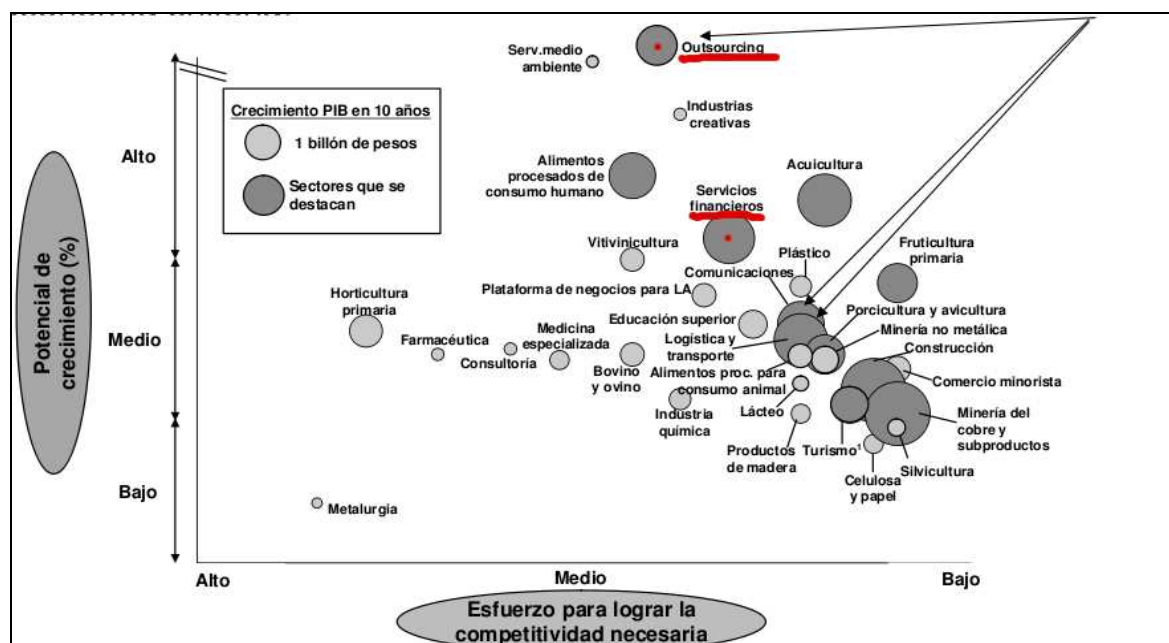 Outsourcing
Serv.medio
ambiente
Industrias
creativas
Crecimiento PIB en 10 años
1 billón de pesos
Sectores que se
destacan
Alto
Alimentos
procesados de
consumo humano
Acuicultura
Servicios
financieros
Vitivinicultura
Plástico
Fruticultura
primaria
Comunicaciones
Plataforma de negocios para LA
Horticultura
primaria
Porcicultura y avicultura
Educación superior
Minería no metálica
Potencial de
crecimiento (%)
Medio
Farmacéutica
Medicina
especializada
Consultoría
Logística y
transporte
Construcción
Bovino
y ovino
Alimentos proc. para
consumo animal
Comercio minorista
Industria
química
Lácteo
Minería del
cobre y
subproductos
Productos
de madera
Turismo¹
Silvicultura
Celulosa
y papel
Bajo
Metalurgia
Alto
Medio
Bajo
Esfuerzo para lograr la
competitividad necesaria